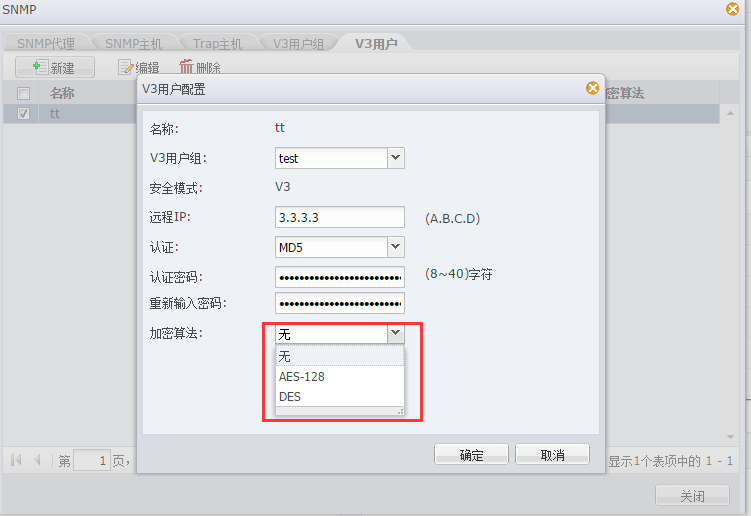 SNMP
SNMP代理 SNMP主机 Trap主机 V3用户组 V3用户
新建 编辑 删除
名称 密算法
tt
V3用户配置
名称: tt
V3用户组: test
安全模式: V3
远程IP: 3.3.3.3 (A.B.C.D)
认证: MD5
认证密码: (8~40)字符
重新输入密码:
加密算法: 无
无
AES-128
DES
确定 取消
第 1 页, 显示1个表项中的 1 - 1
关闭